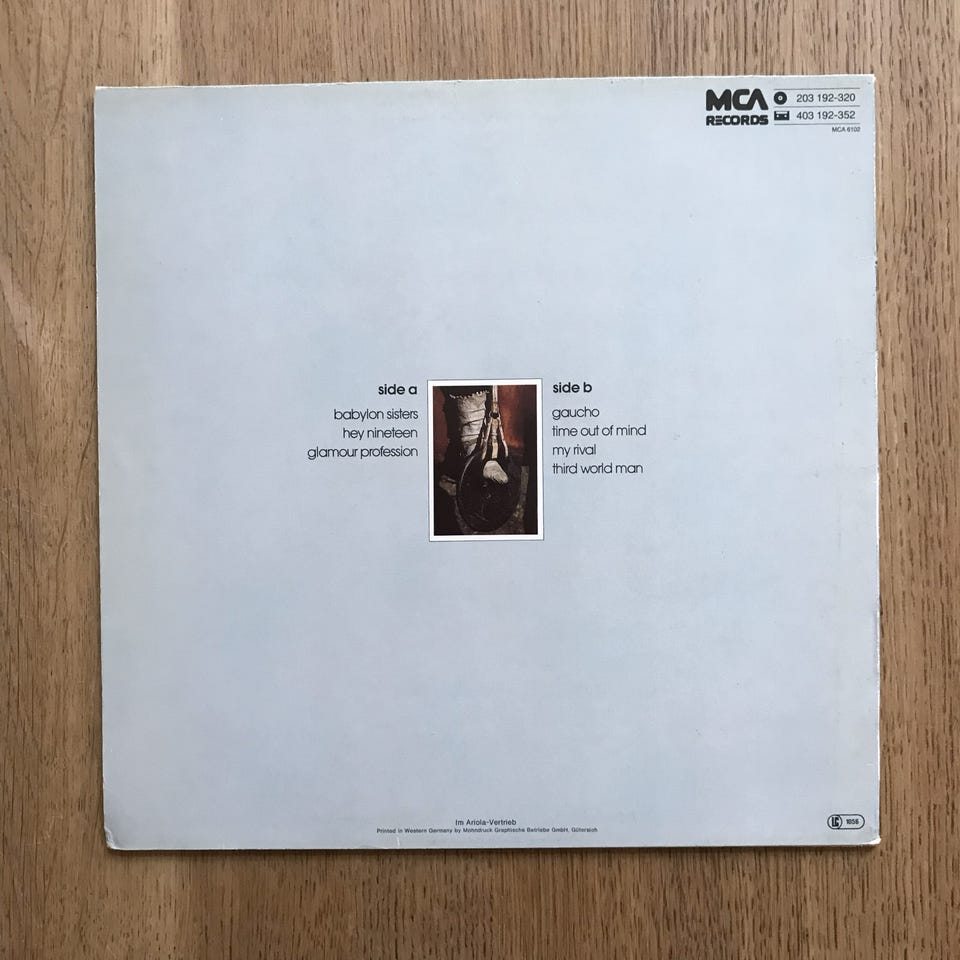 MCA RECORDS
203 192-320
403 192-352
MCA 6102
side a
babylon sisters
hey nineteen
glamour profession
side b
gaucho
time out of mind
my rival
third world man
Im Ariola-Vertrieb
Printed in Western Germany by Mohndruck Graphische Betriebe GmbH, Gütersloh
LC 1056